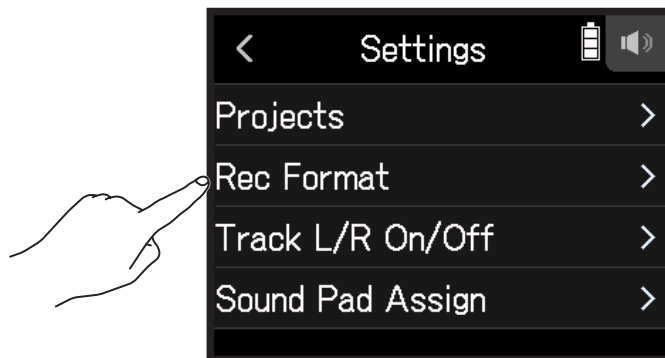 Settings
Projects
Rec Format
Track L/R On/Off
Sound Pad Assign